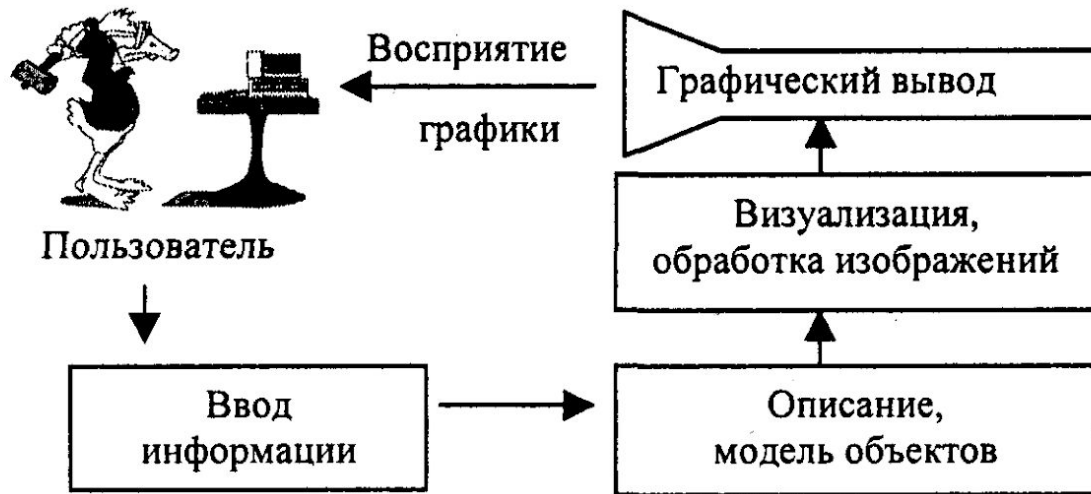 Восприятие
графики
Графический вывод
Визуализация,
обработка изображений
Пользователь
Ввод
информации
Описание,
модель объектов